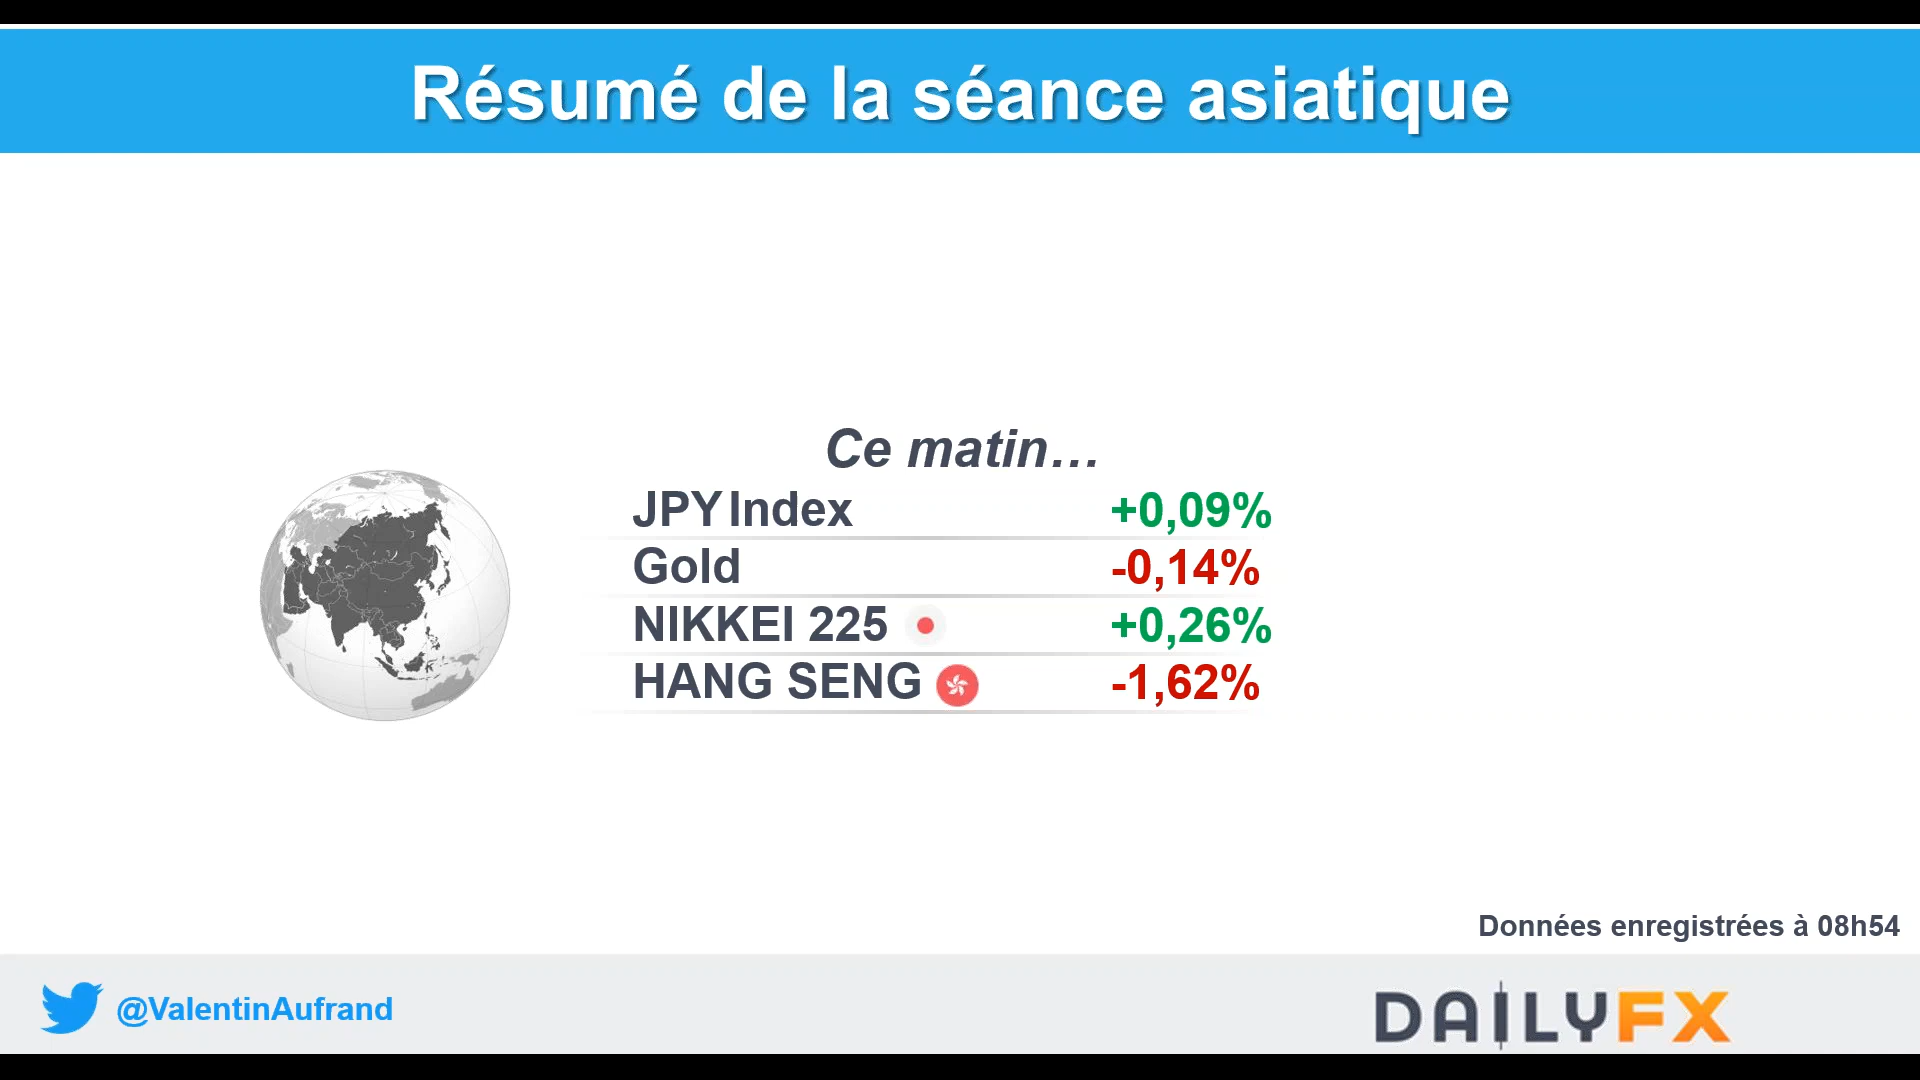 Résumé de la séance asiatique
Ce matin...
JPY Index +0,09%
Gold -0,14%
NIKKEI 225 +0,26%
HANG SENG -1,62%
Données enregistrées à 08h54
@ValentinAufrand
DAILYFX